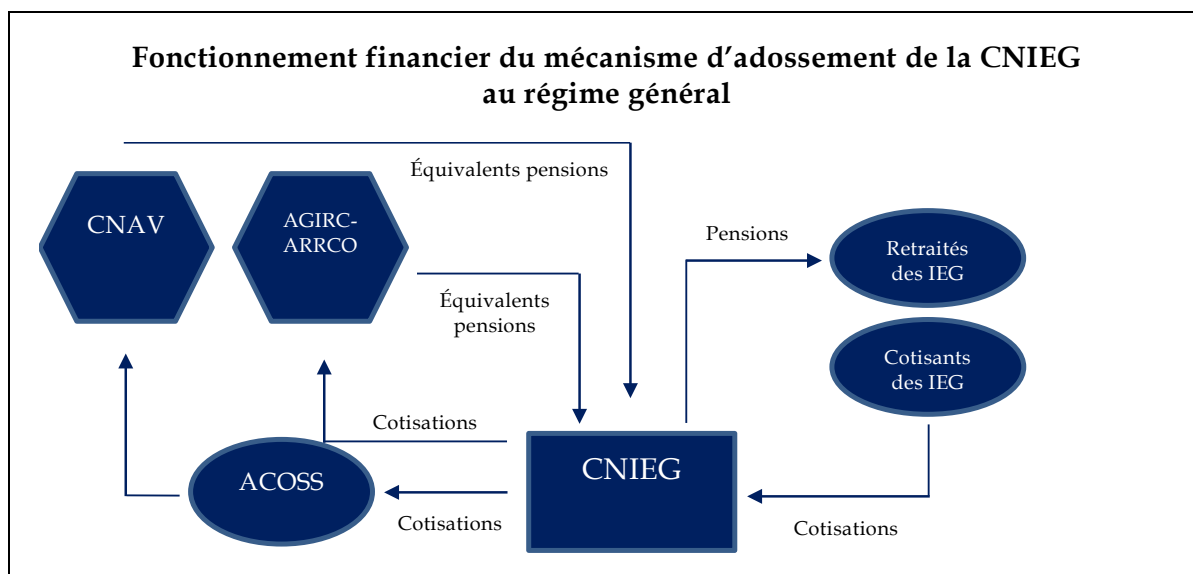 Fonctionnement financier du mécanisme d’adossement de la CNIEG
au régime général
Équivalents pensions
CNAV
AGIRC-
ARRCO
Pensions
Retraités
des IEG
Équivalents
pensions
Cotisants
des IEG
Cotisations
CNIEG
ACOSS
Cotisations
Cotisations